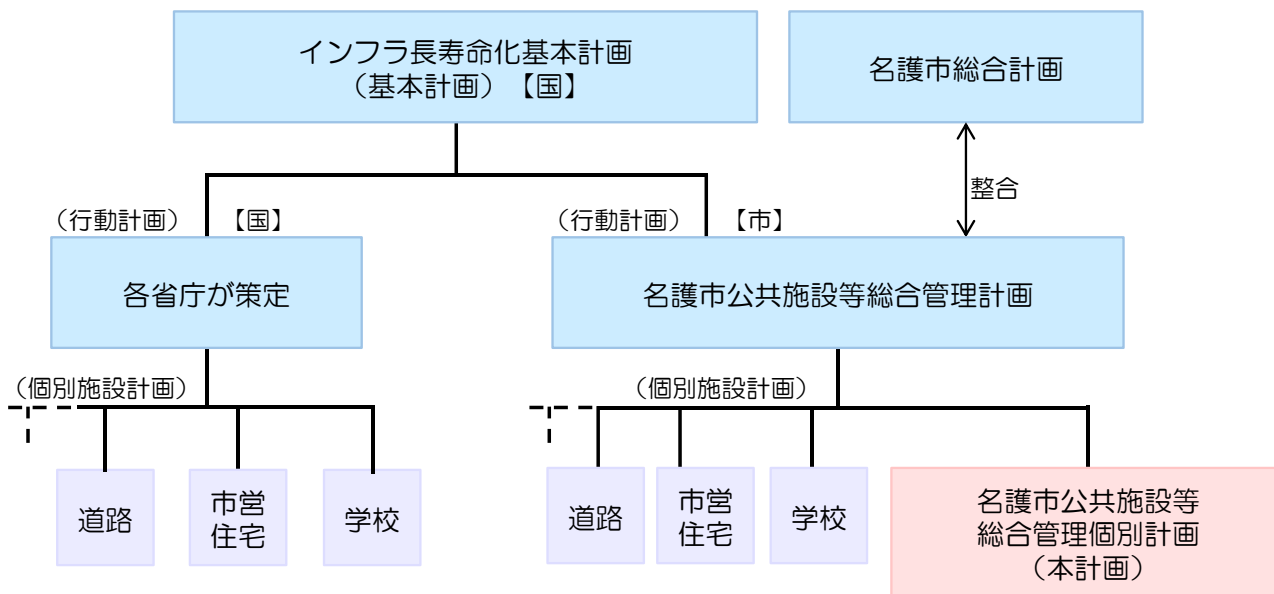 インフラ長寿命化基本計画
（基本計画）【国】
名護市総合計画
整合
（行動計画）
【国】
（行動計画）
【市】
各省庁が策定
名護市公共施設等総合管理計画
（個別施設計画）
（個別施設計画）
道路
市営
住宅
学校
道路
市営
住宅
学校
名護市公共施設等
総合管理個別計画
（本計画）